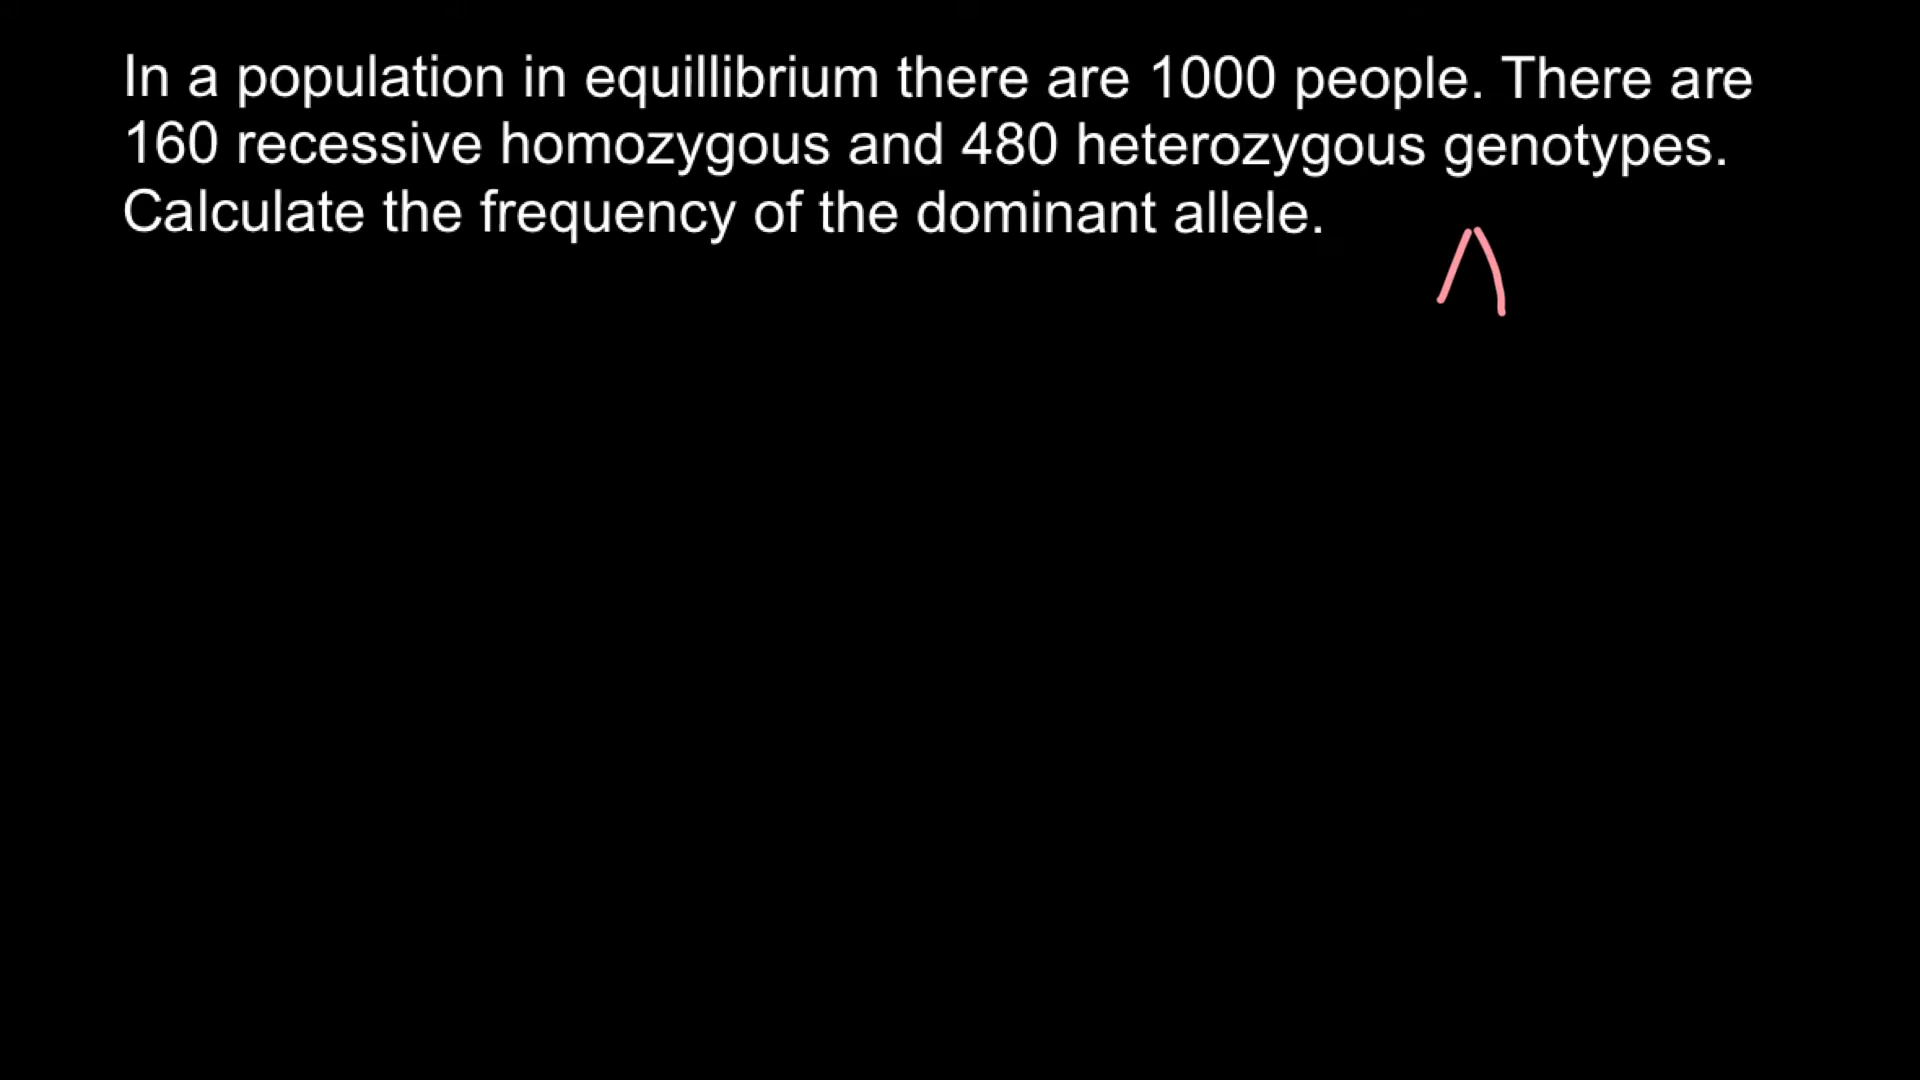 In a population in equillibrium there are 1000 people. There are
160 recessive homozygous and 480 heterozygous genotypes.
Calculate the frequency of the dominant allele.